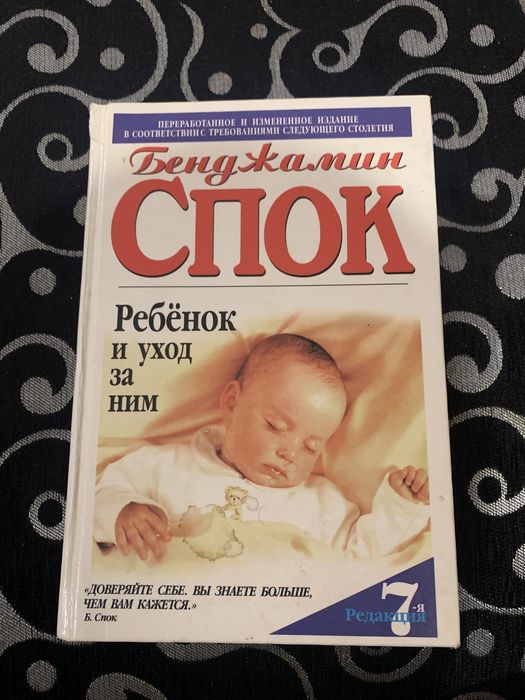 ПЕРЕРАБОТАННОЕ И ИЗМЕНЕННОЕ ИЗДАНИЕ
В СООТВЕТСТВИИ С ТРЕБОВАНИЯМИ СЛЕДУЮЩЕГО СТОЛЕТИЯ
Бенджамин
СПОК
Ребёнок
и уход
за
ним
«ДОВЕРЯЙТЕ СЕБЕ. ВЫ ЗНАЕТЕ БОЛЬШЕ,
ЧЕМ ВАМ КАЖЕТСЯ.»
Б. Спок
7-я
Редакция